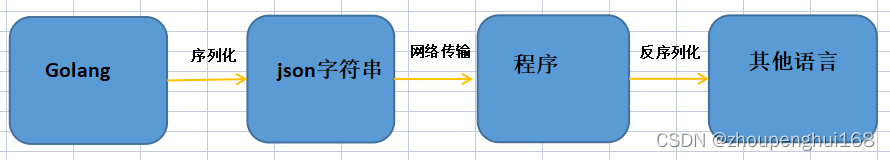 Golang
序列化
json字符串
网络传输
程序
反序列化
其他语言
CSDN @zhoupenghui168